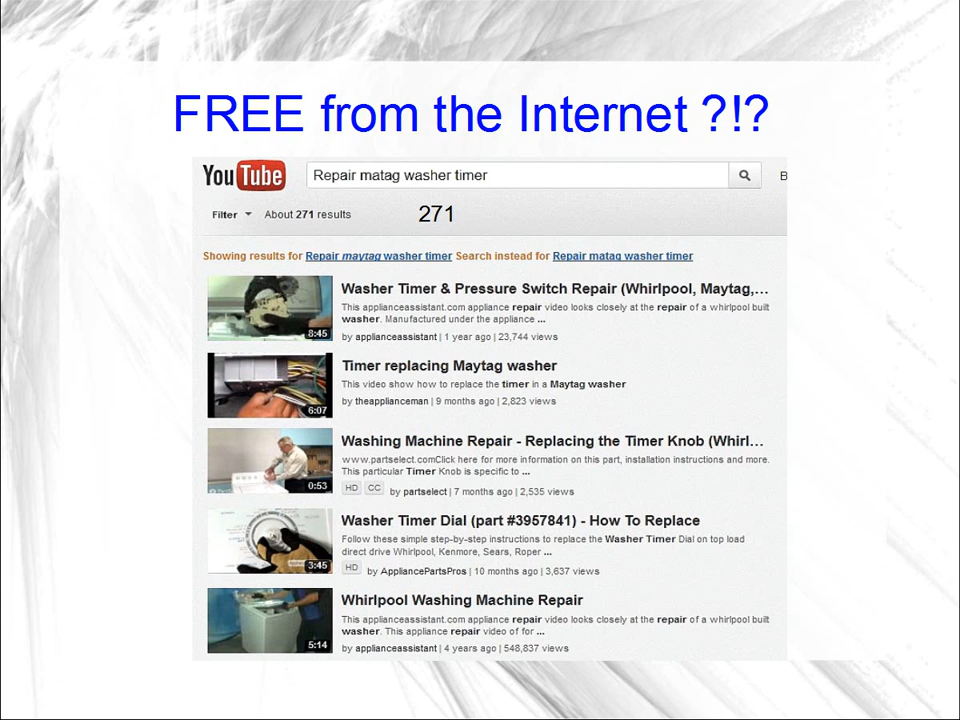 FREE from the Internet ?!?
YouTube
Repair matag washer timer
B
Filter
About 271 results
271
Showing results for Repair maytag washer timer Search instead for Repair matag washer timer
Washer Timer & Pressure Switch Repair (Whirlpool, Maytag,...
This applianceassistant.com appliance repair video looks closely at the repair of a whirlpool built
washer. Manufactured under the appliance ...
by applianceassistant | 1 year ago | 23,744 views
8:45
Timer replacing Maytag washer
This video show how to replace the timer in a Maytag washer
by theapplianceman | 9 months ago | 2,823 views
6:07
Washing Machine Repair - Replacing the Timer Knob (Whirl...
www.partselect.comClick here for more information on this part, installation instructions and more.
This particular Timer Knob is specific to ...
HD CC by partselect | 7 months ago | 2,535 views
0:53
Washer Timer Dial (part #3957841) - How To Replace
Follow these simple step-by-step instructions to replace the Washer Timer Dial on top load
direct drive Whirlpool, Kenmore, Sears, Roper ...
HD by AppliancePartsPros | 10 months ago | 3,637 views
3:45
Whirlpool Washing Machine Repair
This applianceassistant.com appliance repair video looks closely at the repair of a whirlpool built
washer. This appliance repair video of for ...
by applianceassistant | 4 years ago | 548,837 views
5:14